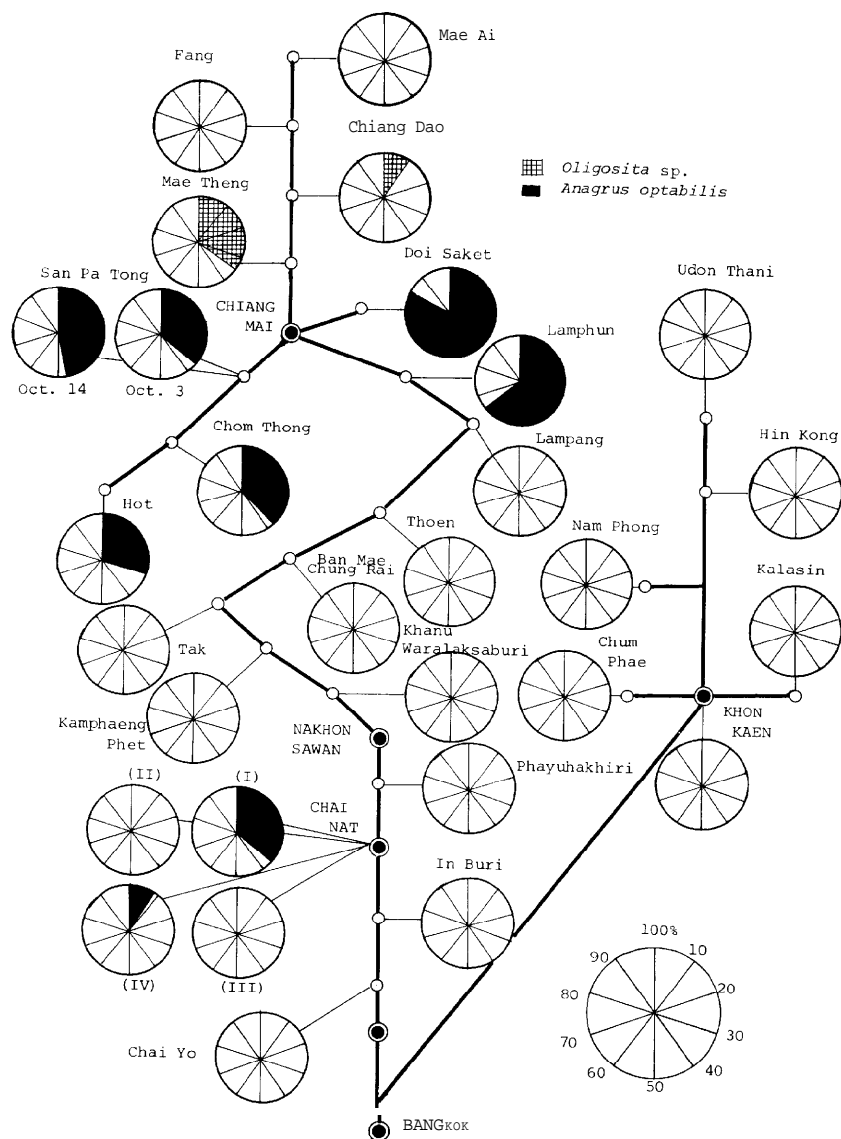 Mae Ai
Fang
Chiang Dao
Oligosita sp.
Anagrus optabilis
Mae Theng
Doi Saket
Udon Thani
San Pa Tong
CHIANG
MAI
Lamphun
Oct. 14
Oct. 3
Chom Thong
Lampang
Hin Kong
Hot
Thoen
Nam Phong
Ban Mae
Chung Rai
Kalasin
Khanu
Waralaksaburi
Tak
Chum
Phae
Kamphaeng
Phet
NAKHON
SAWAN
KHON
KAEN
Phayuhakhiri
(II)
(I)
CHAI
NAT
In Buri
(IV)
(III)
100%
90
10
80
20
70
30
60
40
50
Chai Yo
BANGKOK